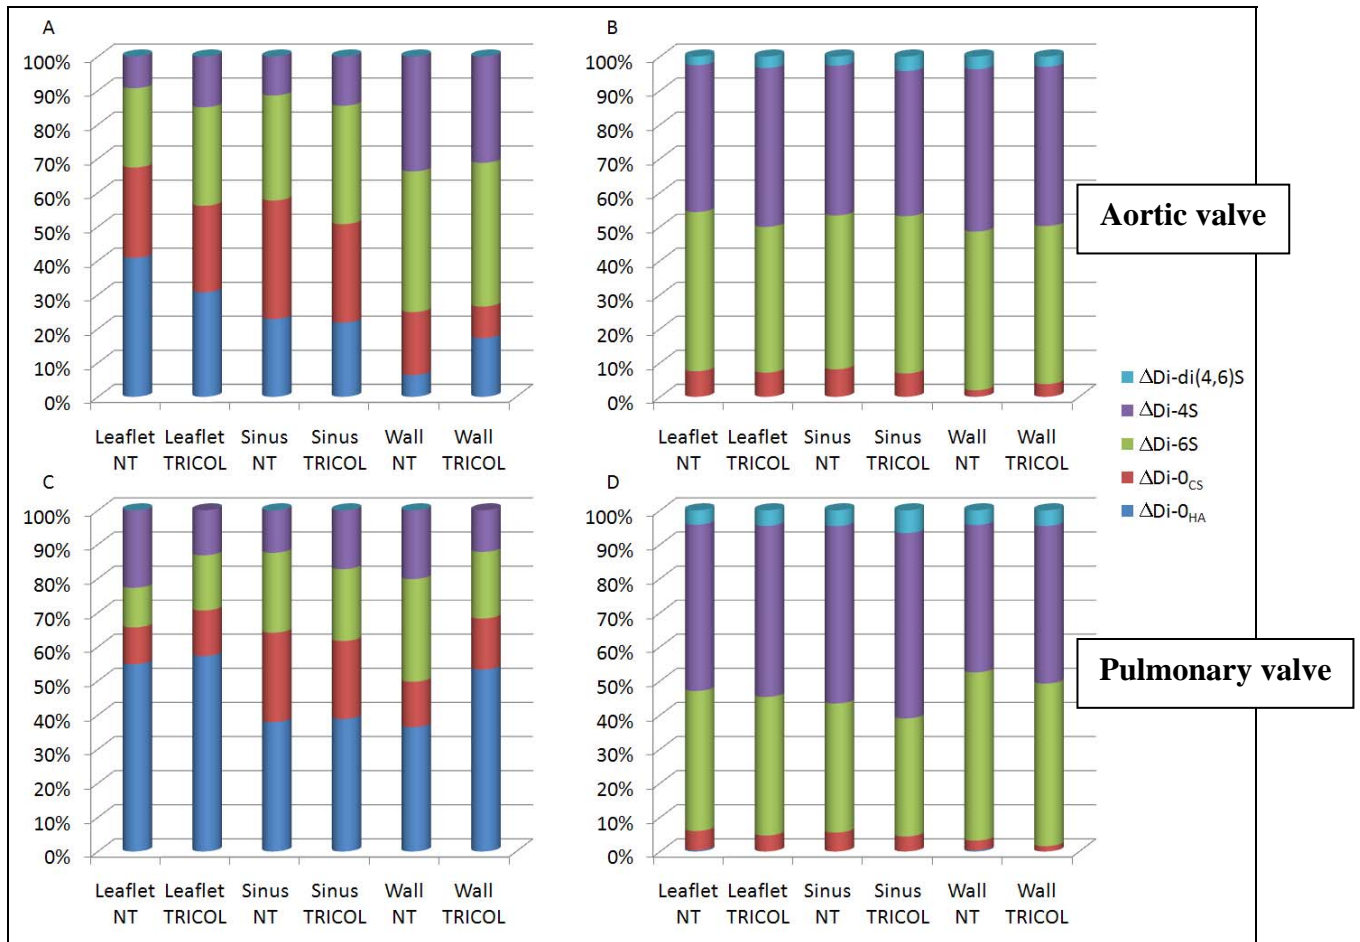 A
100%
90%
80%
70%
60%
50%
40%
30%
20%
10%
0%
Leaflet Leaflet Sinus Sinus Wall Wall
NT TRICOL NT TRICOL NT TRICOL
B
100%
90%
80%
70%
60%
50%
40%
30%
20%
10%
0%
Leaflet Leaflet Sinus Sinus Wall Wall
NT TRICOL NT TRICOL NT TRICOL
Aortic valve
ΔDi-di(4,6)S
ΔDi-4S
ΔDi-6S
ΔDi-0CS
ΔDi-0HA
C
100%
90%
80%
70%
60%
50%
40%
30%
20%
10%
0%
Leaflet Leaflet Sinus Sinus Wall Wall
NT TRICOL NT TRICOL NT TRICOL
D
100%
90%
80%
70%
60%
50%
40%
30%
20%
10%
0%
Leaflet Leaflet Sinus Sinus Wall Wall
NT TRICOL NT TRICOL NT TRICOL
Pulmonary valve